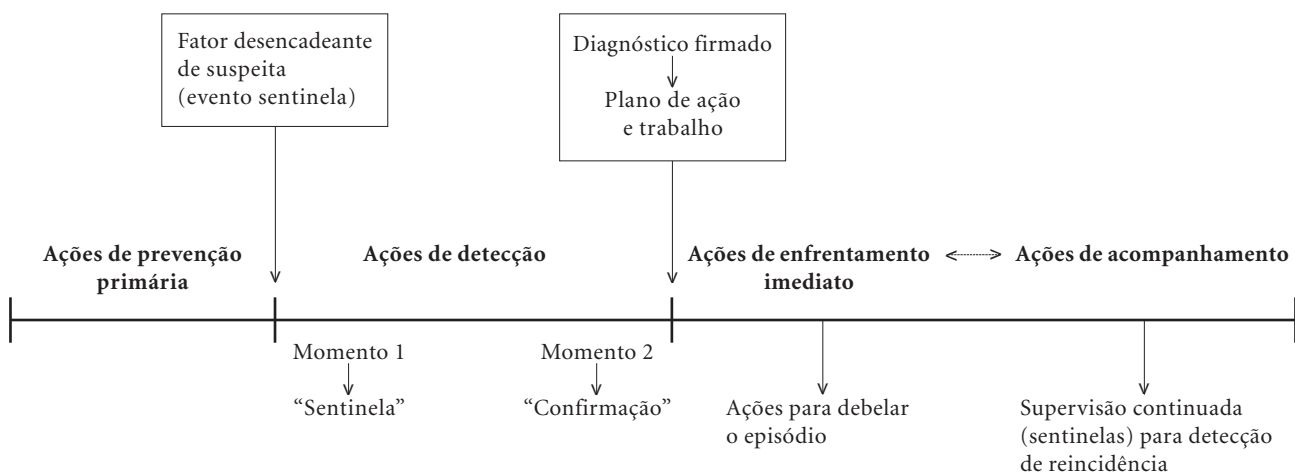 Fator desencadeante
de suspeita
(evento sentinela)
Diagnóstico firmado
Plano de ação
e trabalho
Ações de prevenção
primária
Ações de detecção
Ações de enfrentamento
imediato
Ações de acompanhamento
Momento 1
“Sentinela”
Momento 2
“Confirmação”
Ações para debelar
o episódio
Supervisão continuada
(sentinelas) para detecção
de reincidência